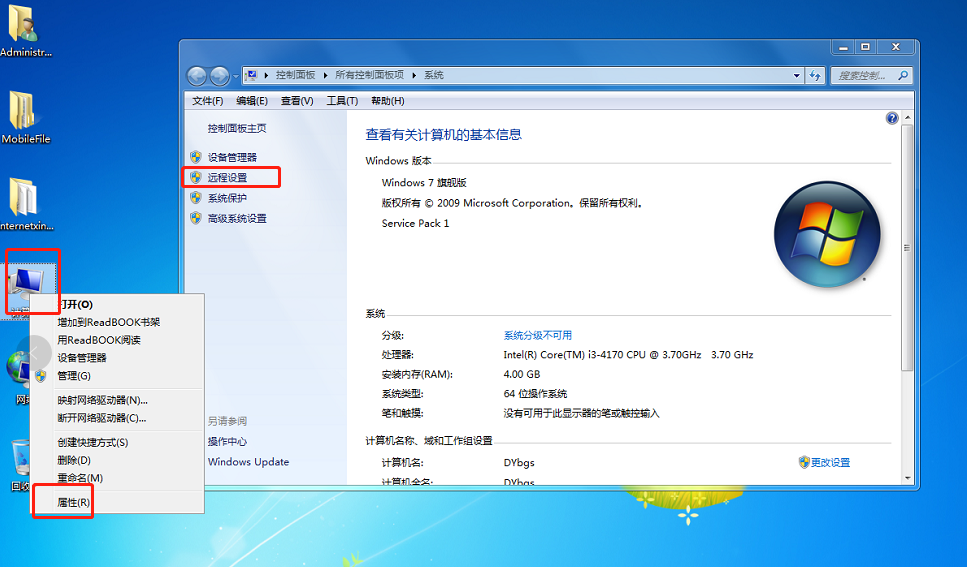 Administr...
MobileFile
nternetxin...
打开(O)
增加到ReadBOOK书架
用ReadBOOK阅读
设备管理器
管理(G)
映射网络驱动器(N)...
断开网络驱动器(C)...
创建快捷方式(S)
删除(D)
重命名(M)
属性(R)
控制面板 所有控制面板项 系统
搜索控制...
文件(F) 编辑(E) 查看(V) 工具(T) 帮助(H)
控制面板主页
设备管理器
远程设置
系统保护
高级系统设置
另请参阅
操作中心
Windows Update
查看有关计算机的基本信息
Windows 版本
Windows 7 旗舰版
版权所有 © 2009 Microsoft Corporation。保留所有权利。
Service Pack 1
系统
分级: 系统分级不可用
处理器: Intel(R) Core(TM) i3-4170 CPU @ 3.70GHz 3.70 GHz
安装内存(RAM): 4.00 GB
系统类型: 64 位操作系统
笔和触摸: 没有可用于此显示器的笔或触控输入
计算机名称、域和工作组设置
计算机名: DYbgs 更改设置
计算机全名: DYbgs